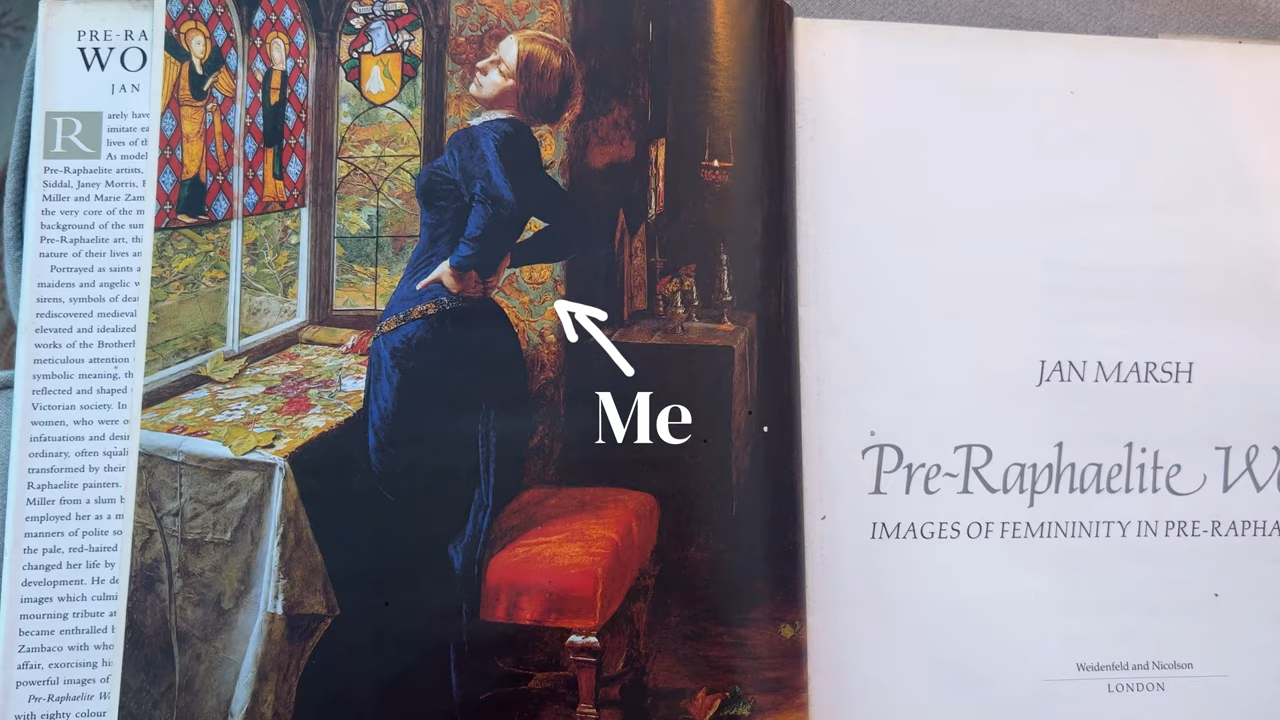 PRE-RA
WO
JAN
Rarely have
imitate ea
lives of th
As model
Pre-Raphaelite artists,
Siddal, Janey Morris, F
Miller and Marie Zam
the very core of the m
background of the sun
Pre-Raphaelite art, thi
nature of their lives an
Portrayed as saints a
maidens and angelic w
sirens, symbols of deat
rediscovered medieval
elevated and idealized
works of the Brotherh
meticulous attention
symbolic meaning, th
reflected and shaped
Victorian society. In
women, who were o
infatuations and desir
ordinary, often squali
transformed by their
Raphaelite painters.
Miller from a slum b
employed her as a m
manners of polite so
the pale, red-haired
changed her life by
development. He de
images which culmi
mourning tribute at
became enthralled b
Zambaco with who
affair, exorcising hi
powerful images of
Pre-Raphaelite W
with eighty colour
Me
JAN MARSH
Pre-Raphaelite W
IMAGES OF FEMININITY IN PRE-RAPHA
Weidenfeld and Nicolson
LONDON